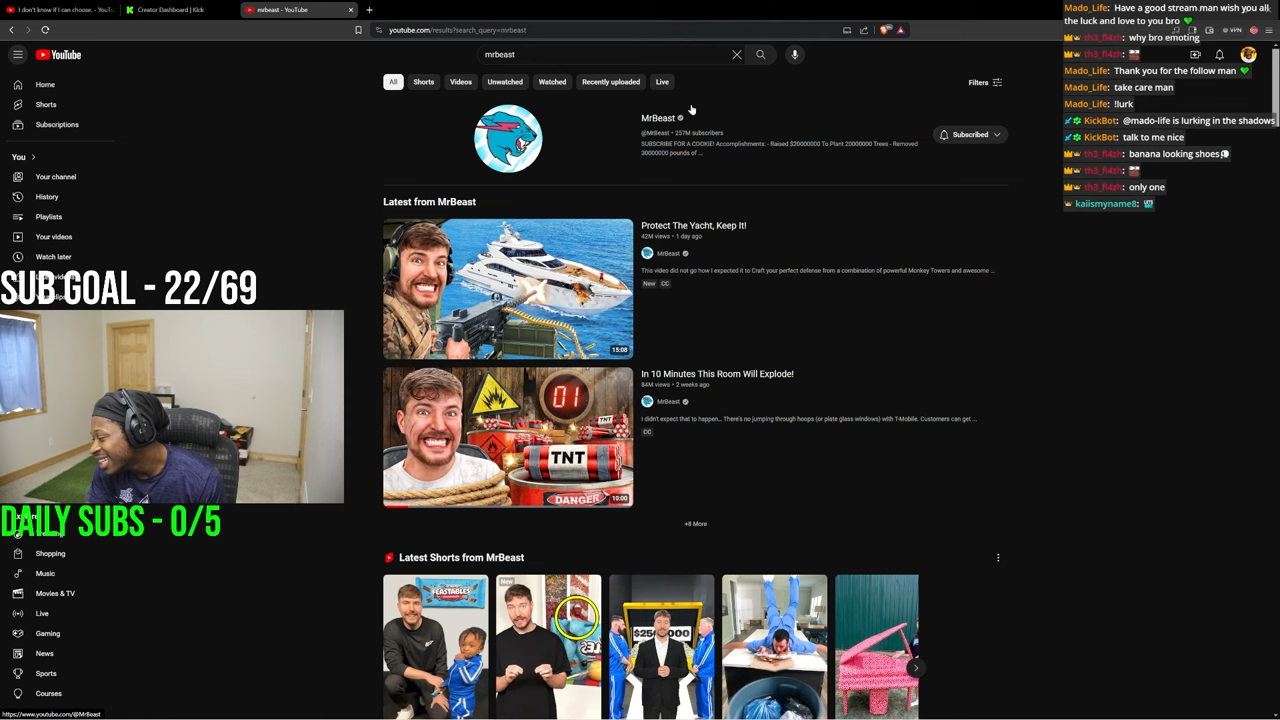 I don't know if I can choose. - YouTu
Creator Dashboard | Kick
mrbeast - YouTube
youtube.com/results?search_query=mrbeast
VPN
YouTube
mrbeast
All
Shorts
Videos
Unwatched
Watched
Recently uploaded
Live
Filters
Home
Shorts
Subscriptions
You
Your channel
History
Playlists
Your videos
Watch later
SUB GOAL - 22/69
DAILY SUBS - 0/5
Shopping
Music
Movies & TV
Live
Gaming
News
Sports
Courses
https://www.youtube.com/@MrBeast
MrBeast
@MrBeast • 257M subscribers
SUBSCRIBE FOR A COOKIE! Accomplishments: - Raised $20000000 To Plant 20000000 Trees - Removed
30000000 pounds of ...
Subscribed
Latest from MrBeast
Protect The Yacht, Keep It!
42M views • 1 day ago
MrBeast
This video did not go how I expected it to Craft your perfect defense from a combination of powerful Monkey Towers and awesome ...
New CC
15:08
In 10 Minutes This Room Will Explode!
84M views • 2 weeks ago
MrBeast
I didn't expect that to happen... There's no jumping through hoops (or plate glass windows) with T-Mobile. Customers can get ...
CC
01
TNT
DANGER
10:00
+8 More
Latest Shorts from MrBeast
FEASTABLES
New
Mado_Life: Have a good stream.man wish you all
the luck and love to you bro
th3_fl4zh: why bro emoting
th3_fl4zh:
Mado_Life: Thank you for the follow man
Mado_Life: take care man
Mado_Life: !lurk
KickBot: @mado-life is lurking in the shadows
KickBot: talk to me nice
th3_fl4zh: banana looking shoes
th3_fl4zh:
th3_fl4zh: only one
kaiismyname8: